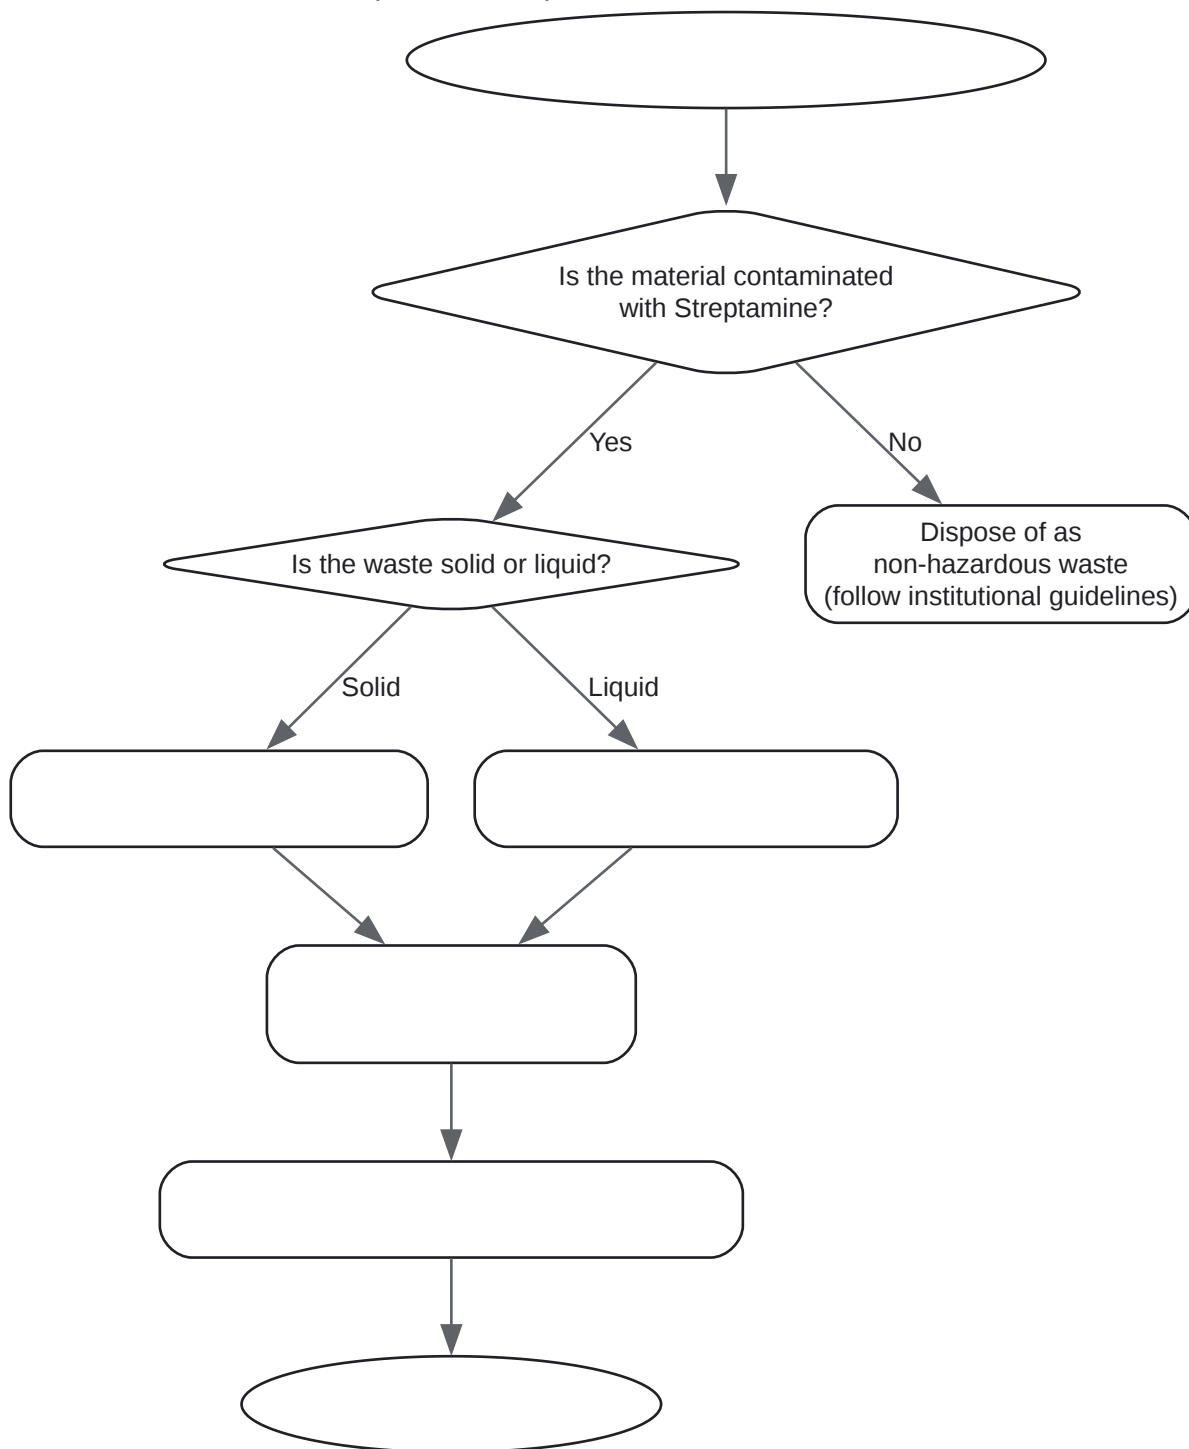 Is the material contaminated
with Streptamine?
Yes
No
Dispose of as
non-hazardous waste
(follow institutional guidelines)
Is the waste solid or liquid?
Solid
Liquid